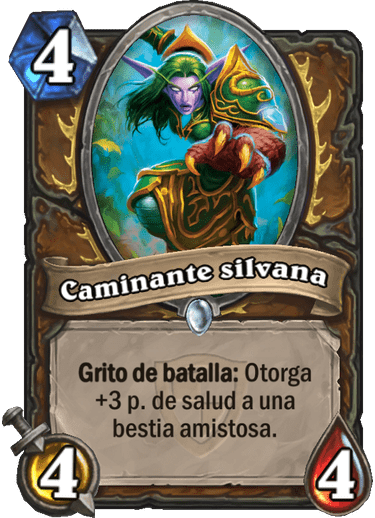 4
Caminante silvana
Grito de batalla: Otorga
+3 p. de salud a una
bestia amistosa.
4
4